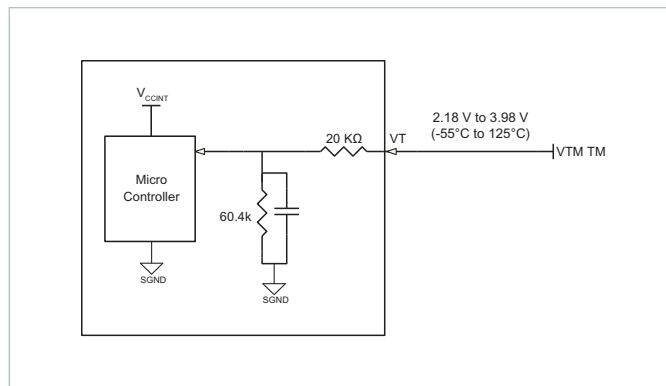 V_CCINT
2.18 V to 3.98 V
(-55°C to 125°C)
20 KΩ
VT
VTM TM
Micro
Controller
60.4k
SGND
SGND